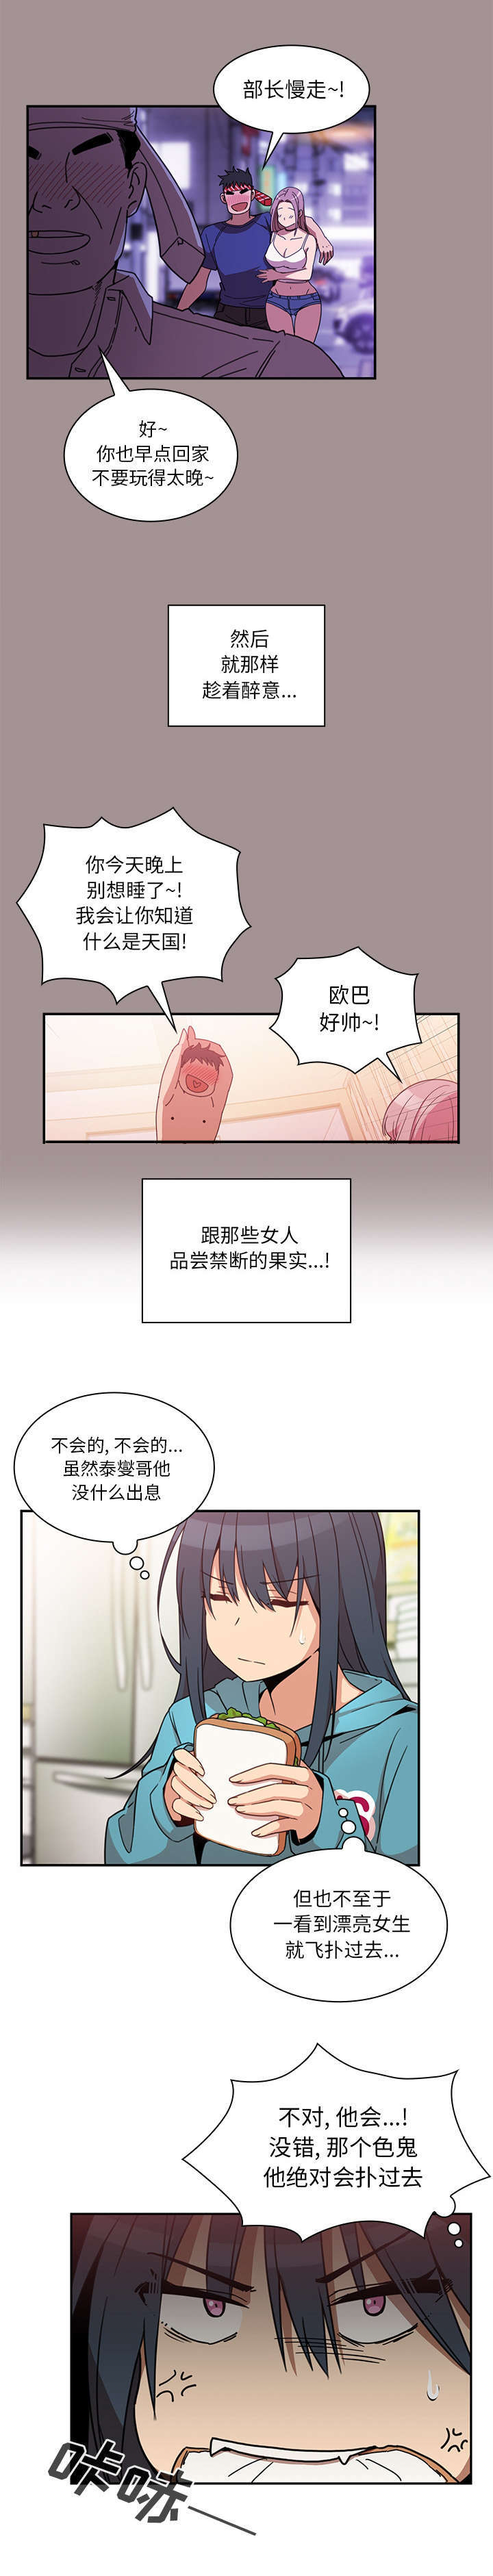 部长慢走~!
好~
你也早点回家
不要玩得太晚~
然后
就那样
趁着醉意...
你今天晚上
别想睡了~!
我会让你知道
什么是天国!
欧巴
好帅~!
跟那些女人
品尝禁断的果实...!
不会的, 不会的...
虽然泰燮哥他
没什么出息
但也不至于
一看到漂亮女生
就飞扑过去...
不对, 他会...!
没错, 那个色鬼
他绝对会扑过去
咔哧